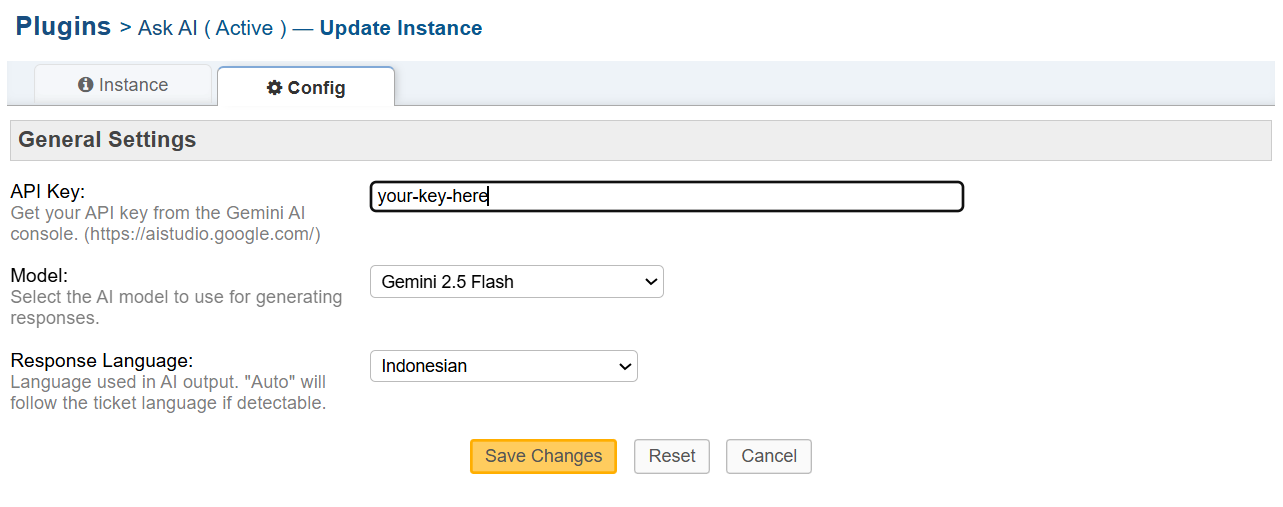 Plugins > Ask AI ( Active ) — Update Instance
Instance
Config
General Settings
API Key:
Get your API key from the Gemini AI
console. (https://aistudio.google.com/)
your-key-here
Model:
Select the AI model to use for generating
responses.
Gemini 2.5 Flash
Response Language:
Language used in AI output. "Auto" will
follow the ticket language if detectable.
Indonesian
Save Changes
Reset
Cancel